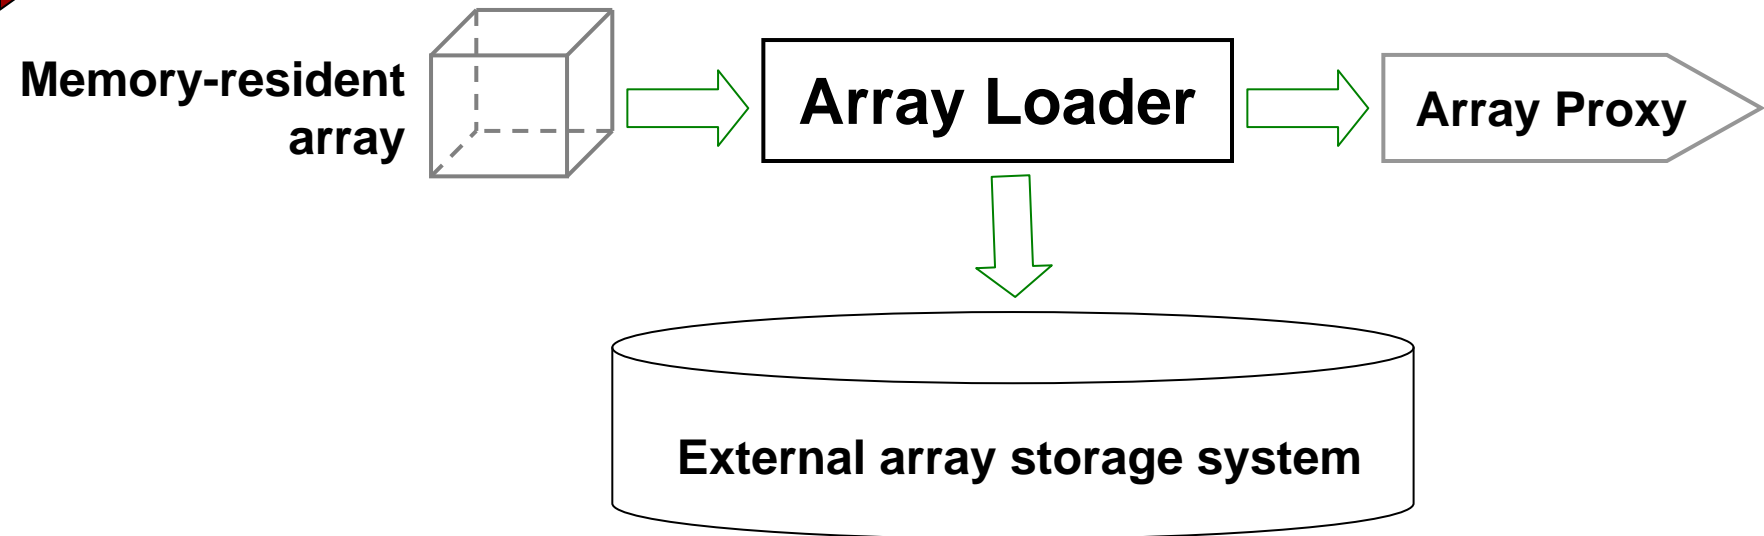 Memory-resident
array
Array Loader
Array Proxy
External array storage system